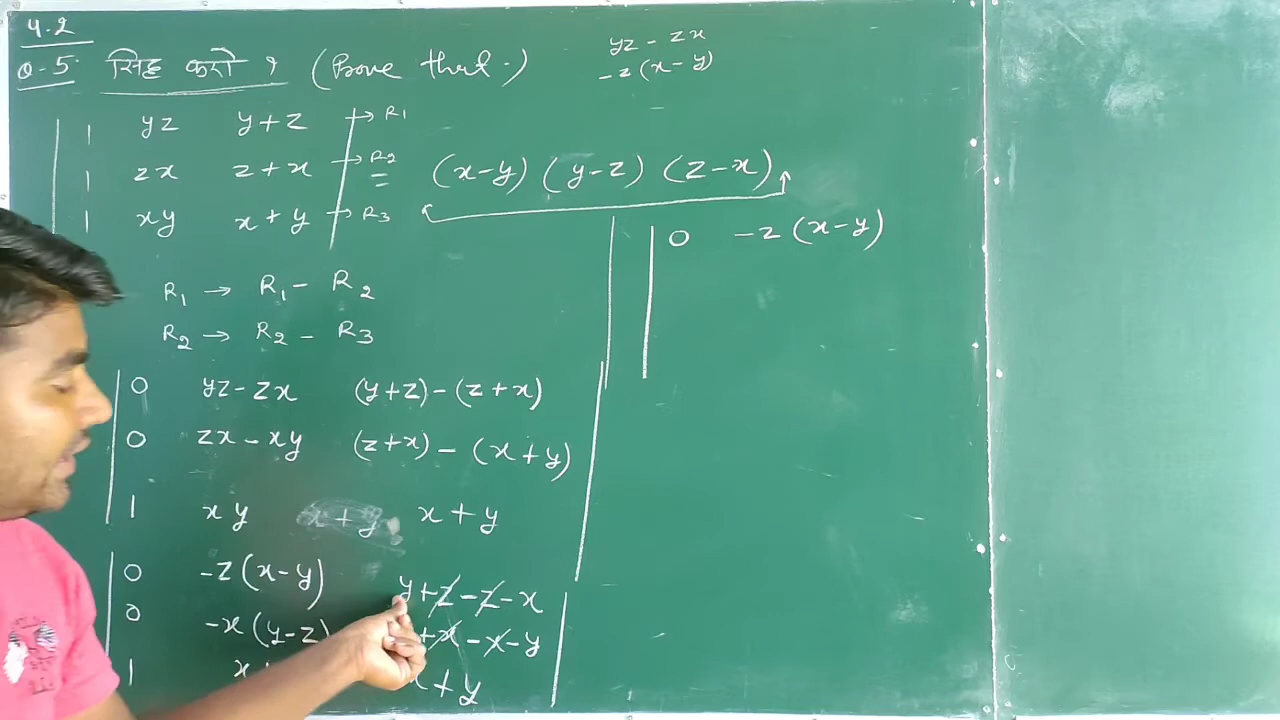 4.2
Q-5 सिद्ध करो ? (Prove that.)
yz - zx
-z(x-y)
1 yz y+z → R1
1 zx z+x → R2
1 xy x+y → R3
(x-y) (y-z) (z-x)
R1 → R1 - R2
R2 → R2 - R3
0 yz-zx (y+z)-(z+x)
0 zx-xy (z+x)-(x+y)
1 xy x+y
0 -z(x-y) y+z-z-x
0 -x(y-z) +x-x-y
1 x+y
0 -z(x-y)